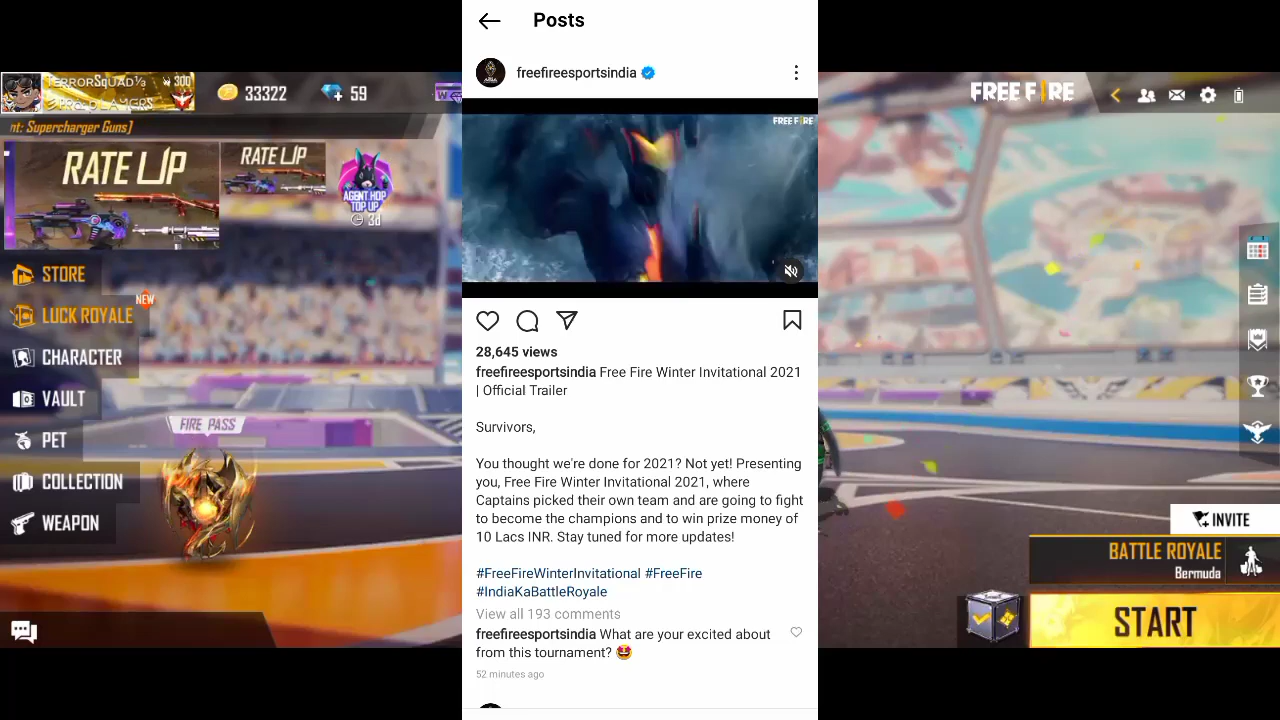 TERRORSQUAD⅓
300
33322
59
nt: Supercharger Guns]
RATE UP
RATE UP
AGENT HOP
TOP UP
3d
STORE
NEW
LUCK ROYALE
CHARACTER
VAULT
FIRE PASS
PET
COLLECTION
WEAPON
Posts
freefireesportsindia
FREE FIRE
28,645 views
freefireesportsindia Free Fire Winter Invitational 2021
| Official Trailer
Survivors,
You thought we're done for 2021? Not yet! Presenting
you, Free Fire Winter Invitational 2021, where
Captains picked their own team and are going to fight
to become the champions and to win prize money of
10 Lacs INR. Stay tuned for more updates!
#FreeFireWinterInvitational #FreeFire
#IndiaKaBattleRoyale
View all 193 comments
freefireesportsindia What are your excited about
from this tournament? 🤩
52 minutes ago
FREE FIRE
INVITE
BATTLE ROYALE
Bermuda
START